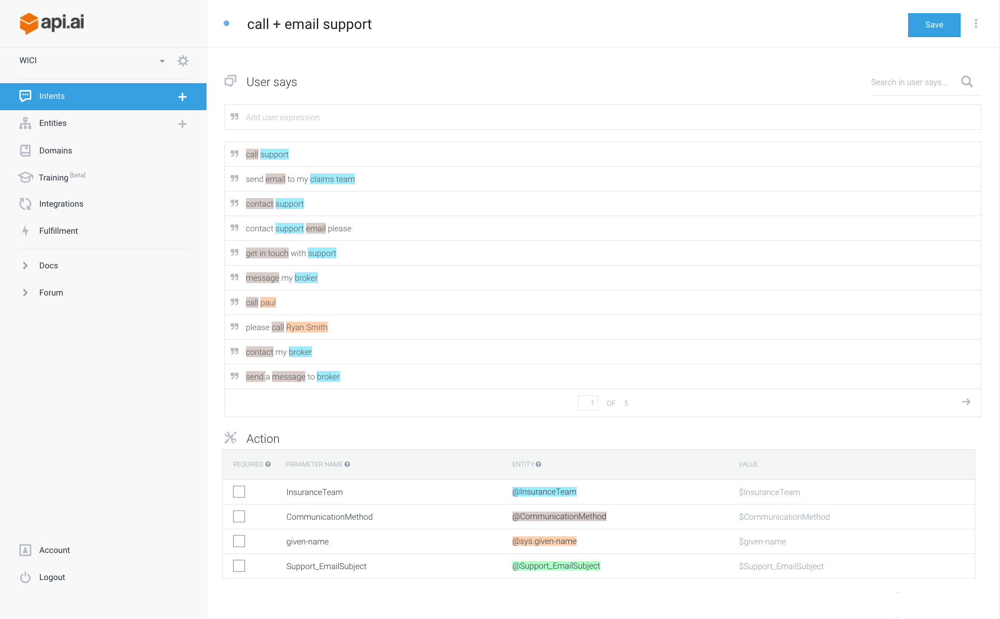 api.ai
call + email support
Save
WICI
Intents
Entities
Domains
Training [beta]
Integrations
Fulfillment
Docs
Forum
Account
Logout
User says
Search in user says...
Add user expression
call support
send email to my claims team
contact support
contact support email please
get in touch with support
message my broker
call paul
please call Ryan Smith
contact my broker
send a message to broker
1 OF 5
Action
REQUIRED PARAMETER NAME ENTITY VALUE
InsuranceTeam @InsuranceTeam $InsuranceTeam
CommunicationMethod @CommunicationMethod $CommunicationMethod
given-name @sys.given-name $given-name
Support_EmailSubject @Support_EmailSubject $Support_EmailSubject